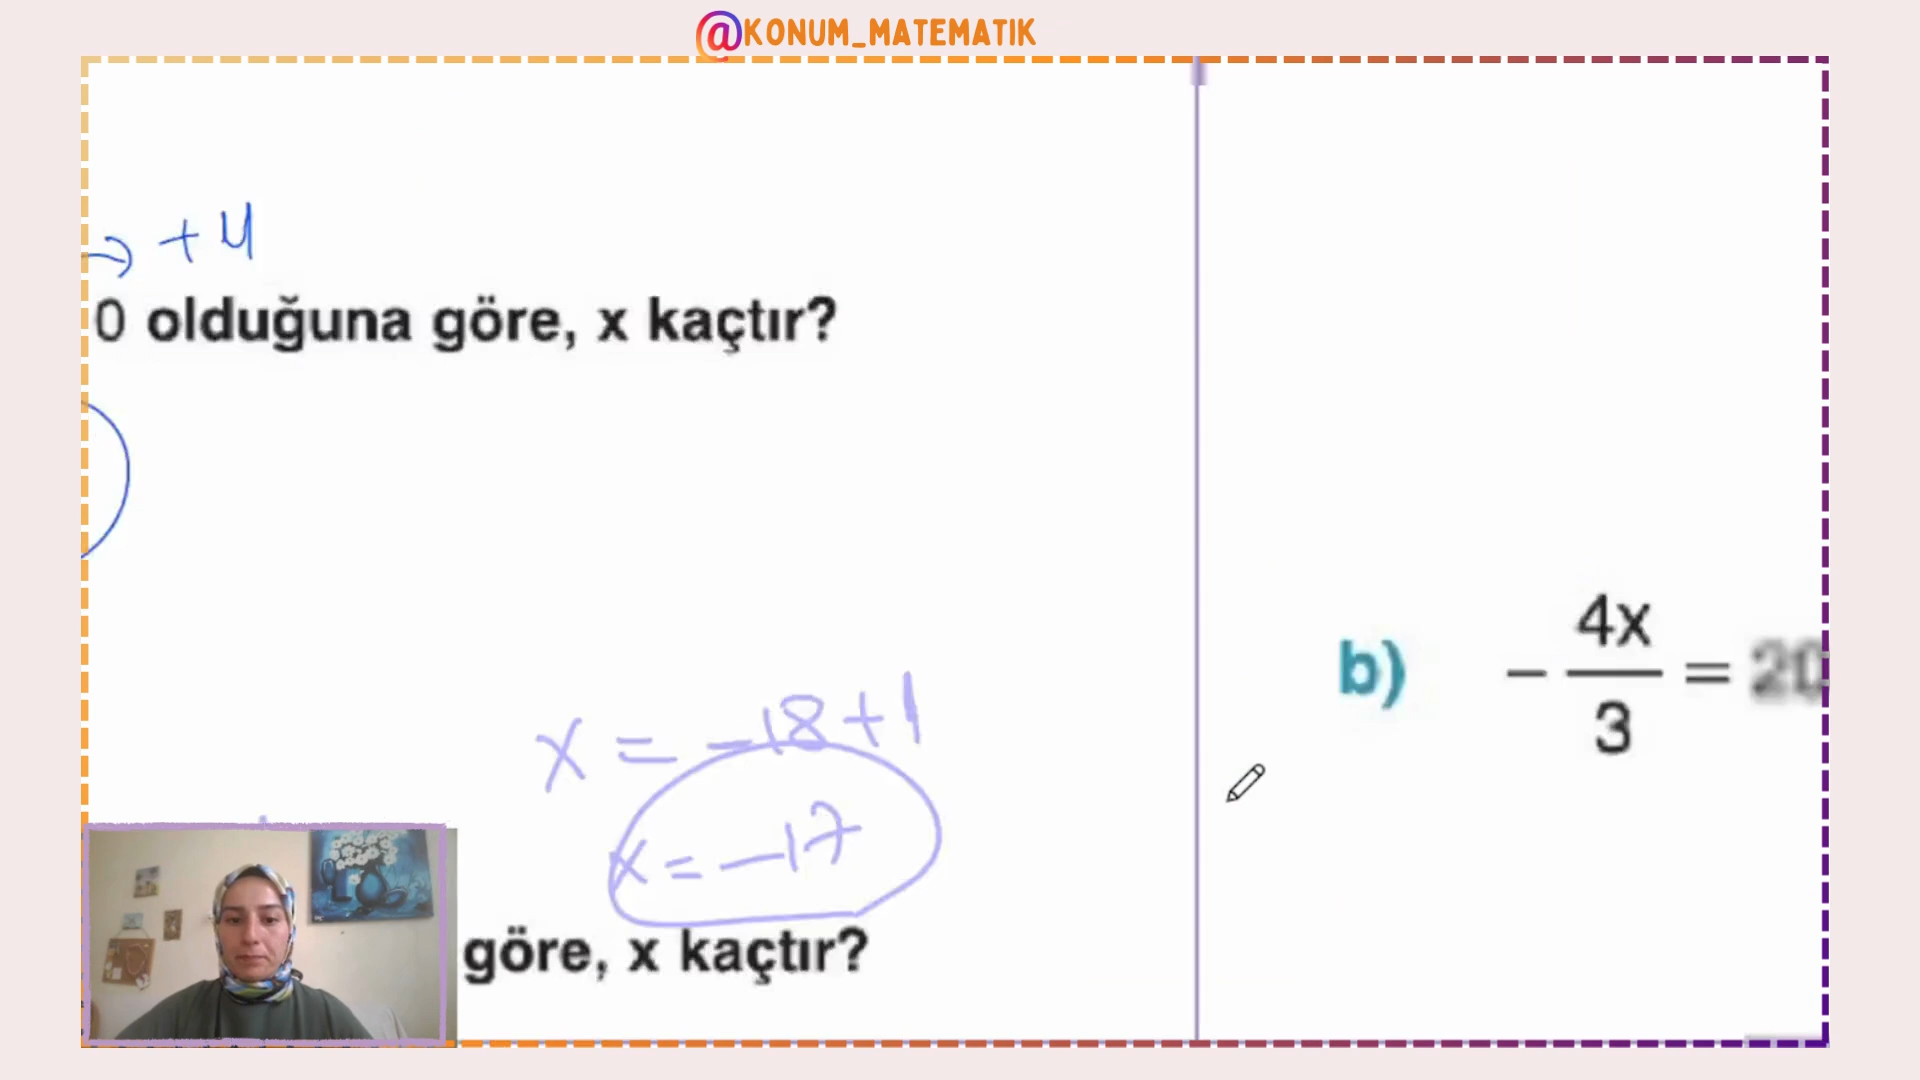 @KONUM_MATEMATIK
→ +4
0 olduğuna göre, x kaçtır?
x = -18+1
x = -17
göre, x kaçtır?
b) - 4x/3 = 20